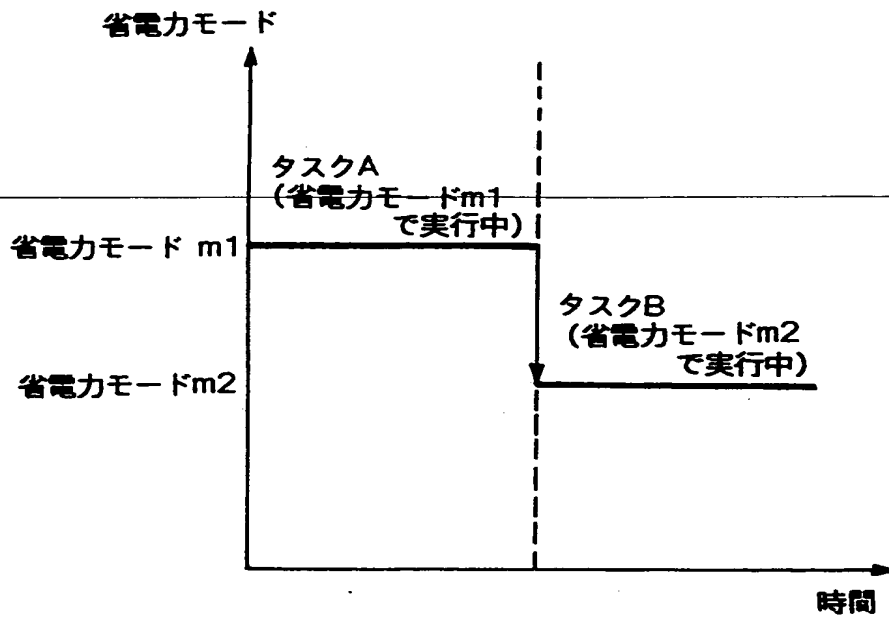 省電力モード
タスクA
(省電力モードm1
で実行中)
省電力モード m1
タスクB
(省電力モードm2
で実行中)
省電力モードm2
時間